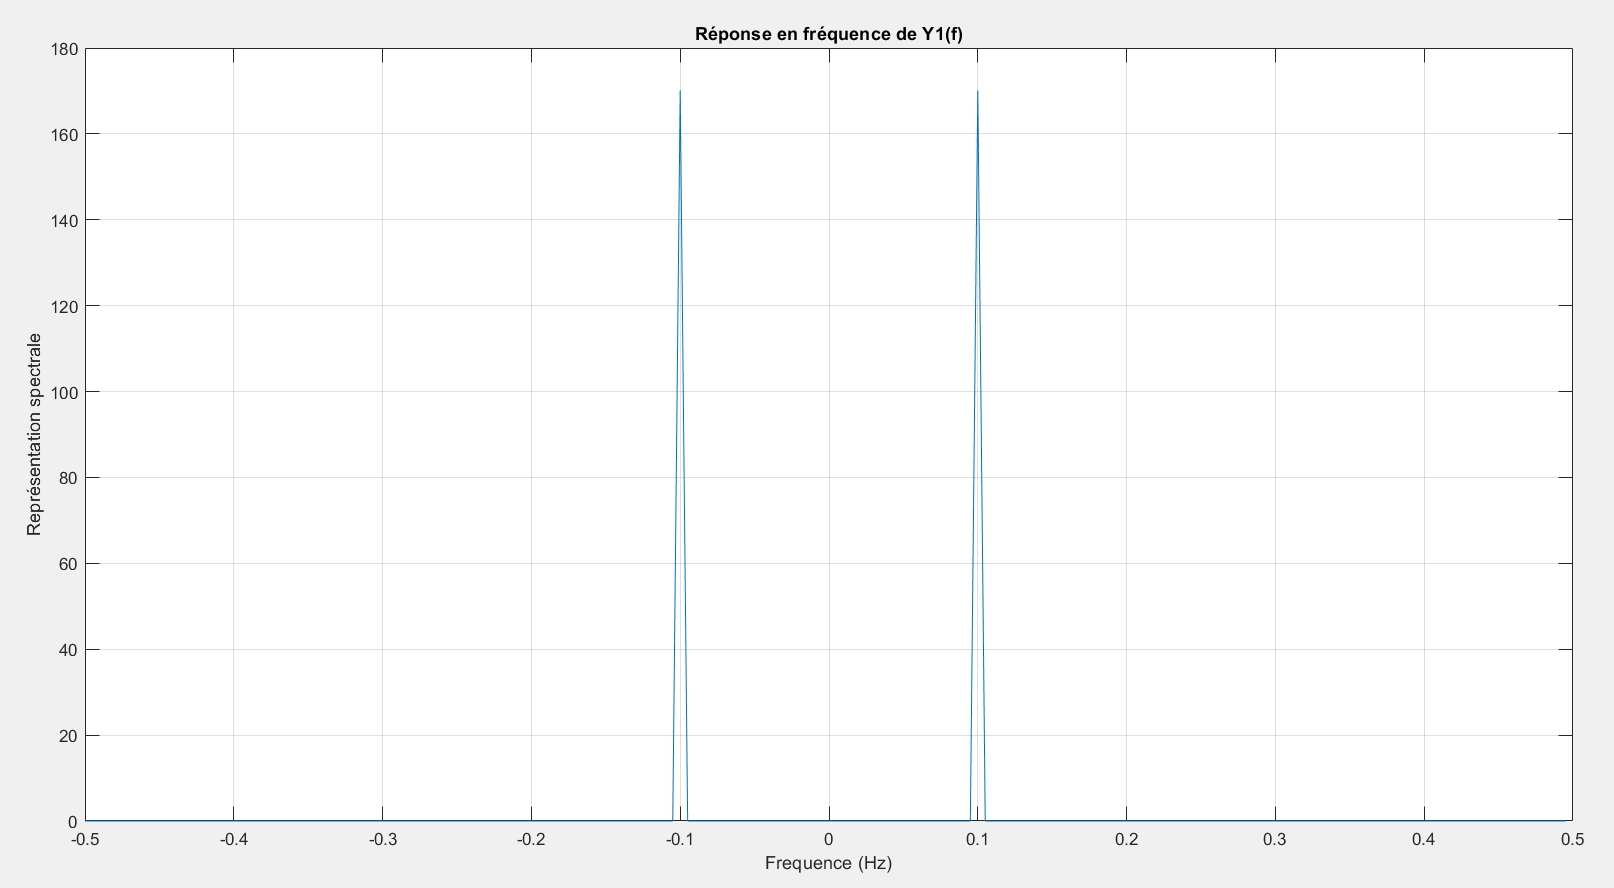 Réponse en fréquence de Y1(f)
180
160
140
120
100
80
60
40
20
0
Représentation spectrale
-0.5 -0.4 -0.3 -0.2 -0.1 0 0.1 0.2 0.3 0.4 0.5
Frequence (Hz)